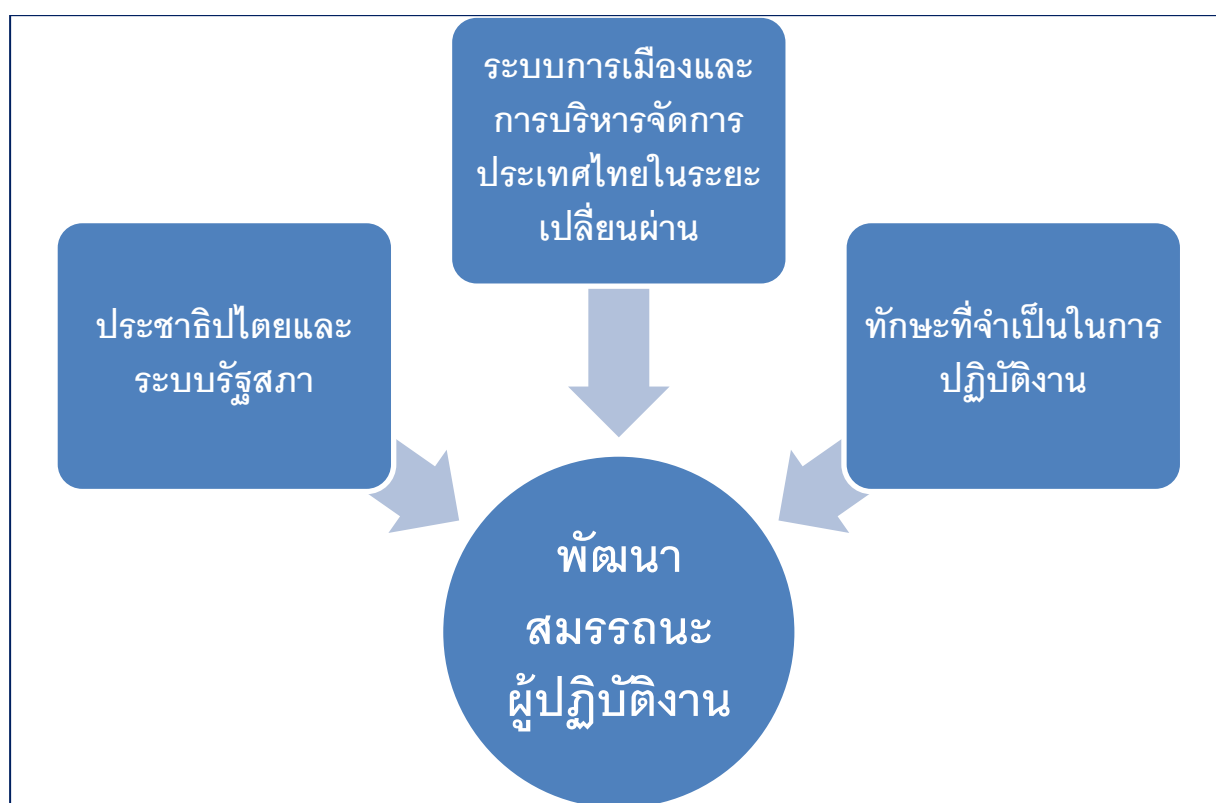 ระบบการเมืองและ
การบริหารจัดการ
ประเทศไทยในระยะ
เปลี่ยนผ่าน
ประชาธิปไตยและ
ระบบรัฐสภา
ทักษะที่จำเป็นในการ
ปฏิบัติงาน
พัฒนา
สมรรถนะ
ผู้ปฏิบัติงาน